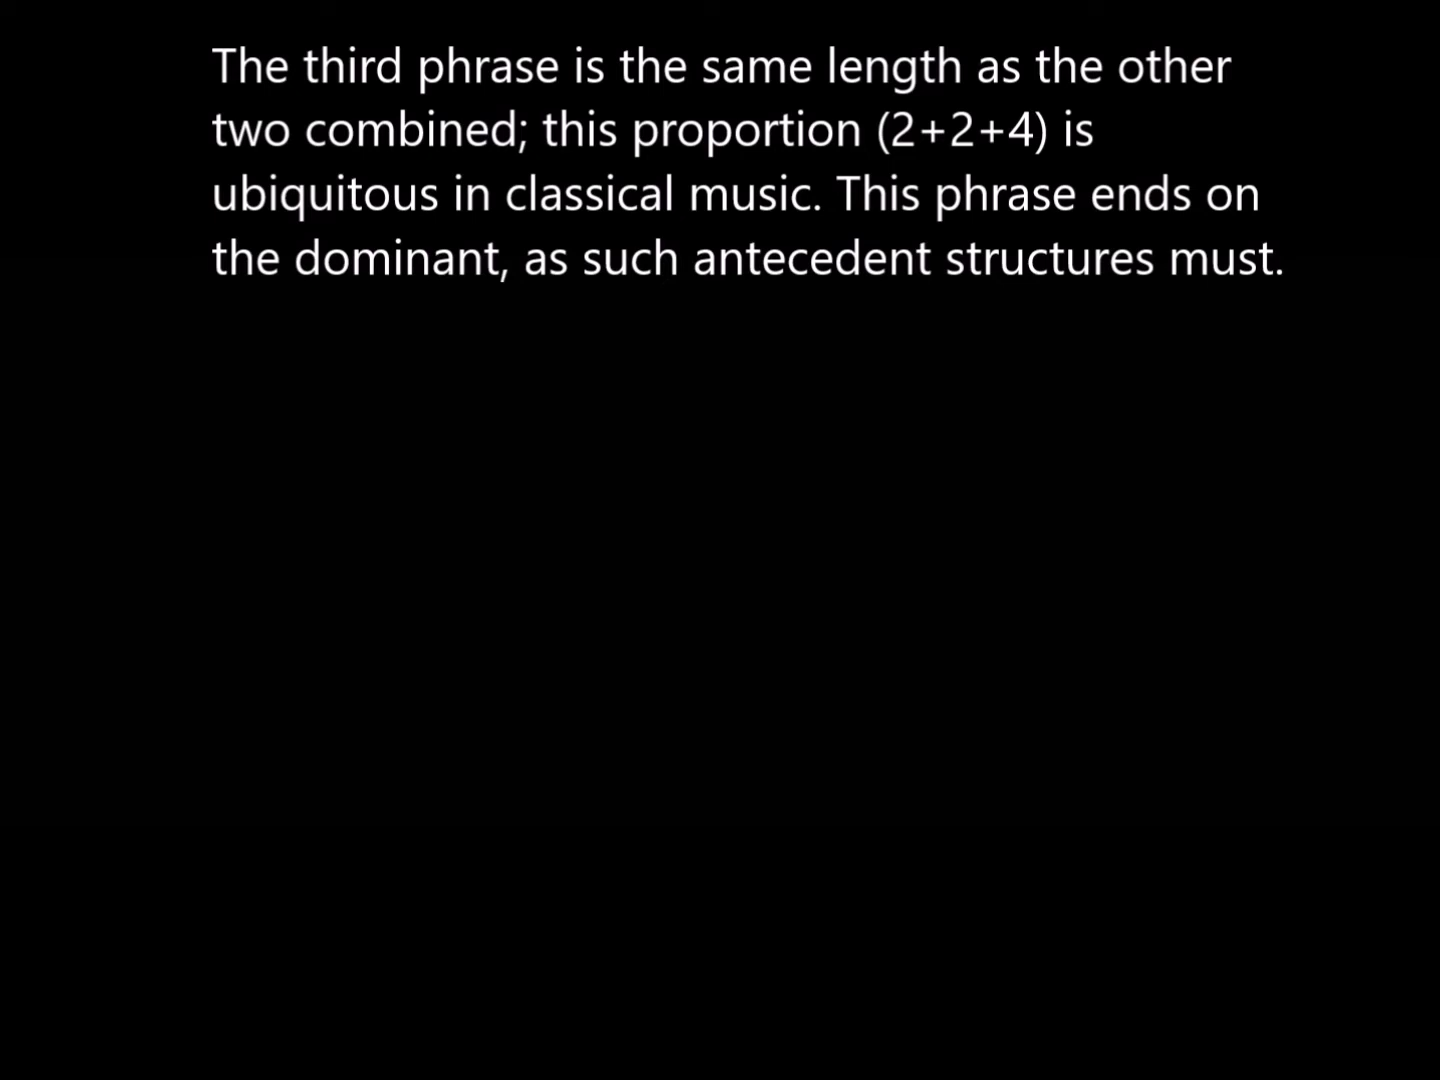 The third phrase is the same length as the other
two combined; this proportion (2+2+4) is
ubiquitous in classical music. This phrase ends on
the dominant, as such antecedent structures must.